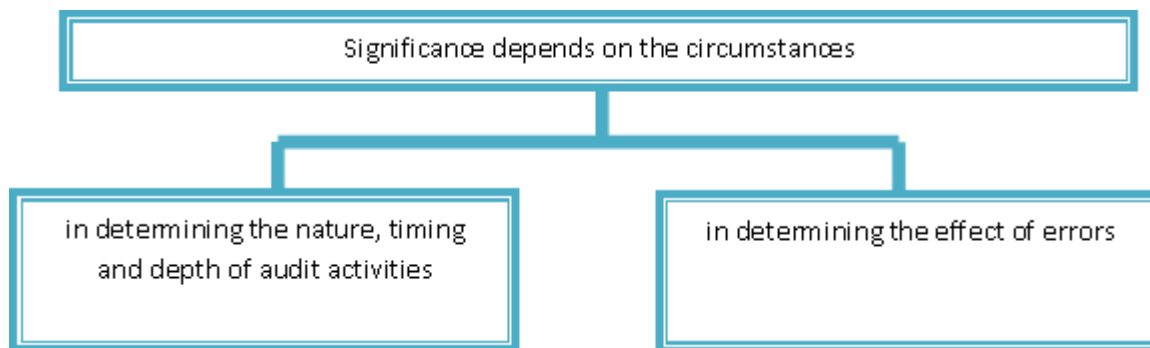 Significance depends on the circumstances
in determining the nature, timing
and depth of audit activities
in determining the effect of errors